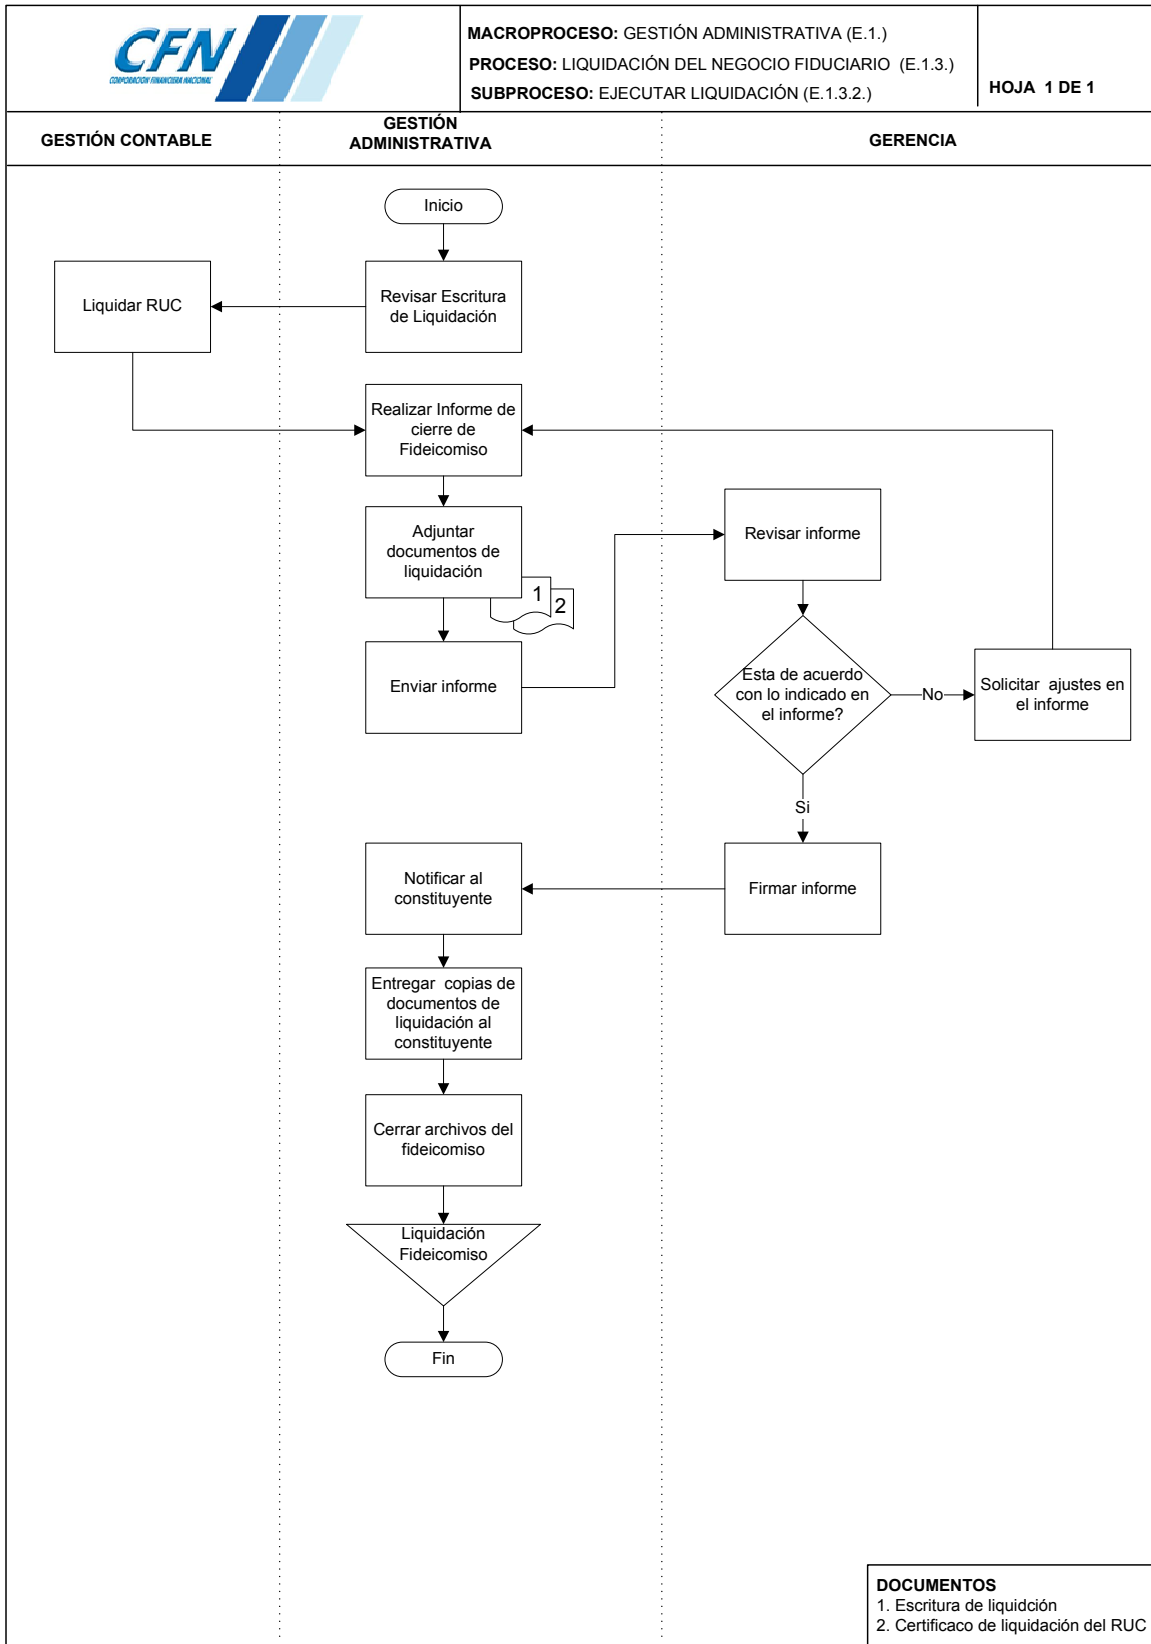 CFN
CORPORACIÓN FINANCIERA NACIONAL
MACROPROCESO: GESTIÓN ADMINISTRATIVA (E.1.)
PROCESO: LIQUIDACIÓN DEL NEGOCIO FIDUCIARIO (E.1.3.)
SUBPROCESO: EJECUTAR LIQUIDACIÓN (E.1.3.2.)
HOJA 1 DE 1
GESTIÓN CONTABLE
GESTIÓN
ADMINISTRATIVA
GERENCIA
Inicio
Revisar Escritura
de Liquidación
Liquidar RUC
Realizar Informe de
cierre de
Fideicomiso
Adjuntar
documentos de
liquidación
1
2
Enviar informe
Revisar informe
Esta de acuerdo
con lo indicado en
el informe?
No
Solicitar ajustes en
el informe
Si
Firmar informe
Notificar al
constituyente
Entregar copias de
documentos de
liquidación al
constituyente
Cerrar archivos del
fideicomiso
Liquidación
Fideicomiso
Fin
DOCUMENTOS
1. Escritura de liquidción
2. Certificaco de liquidación del RUC